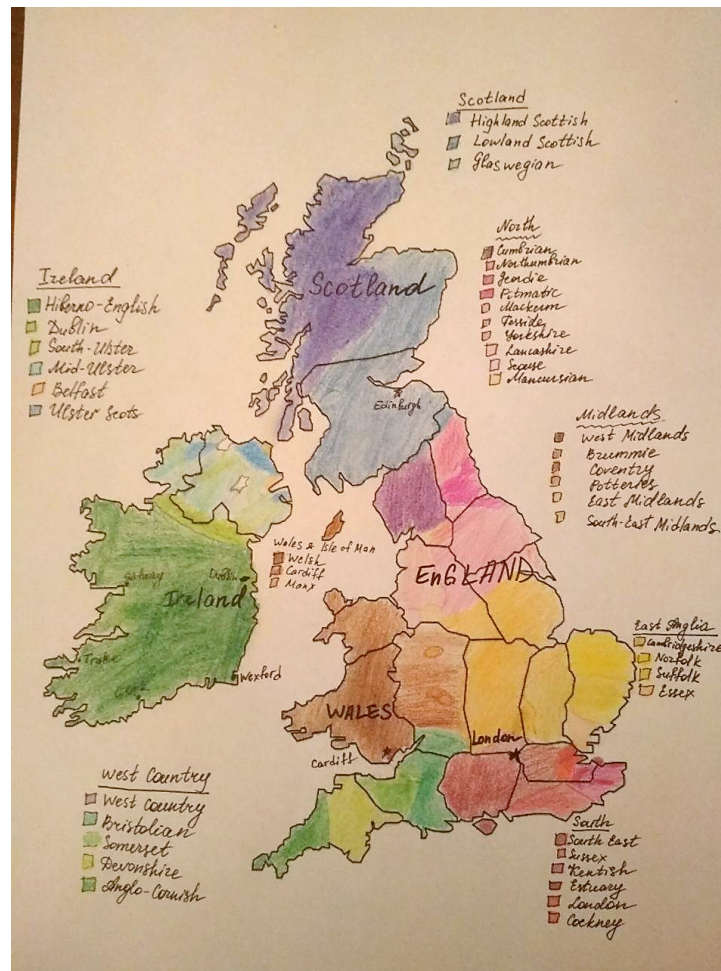 Scotland
Highland Scottish
Lowland Scottish
Glaswegian
North
Cumbrian
Northumbrian
Geordie
Pitmatic
Mackem
Tesside
Yorkshire
Lancashire
Scouse
Mancunian
Ireland
Hiberno-English
Dublin
South-Ulster
Mid-Ulster
Belfast
Ulster Scots
Scotland
Edinburgh
Midlands
West Midlands
Brummie
Coventry
Potteries
East Midlands
South-East Midlands
Wales & Isle of Man
Welsh
Cardiff
Manx
ENGLAND
Galway
Dublin
Ireland
Wexford
East Anglia
Cambridgeshire
Norfolk
Suffolk
Essex
WALES
London
Cardiff
West Country
West Country
Bristolian
Somerset
Devonshire
Anglo-Cornish
South
South East
Sussex
Kentish
Estuary
London
Cockney